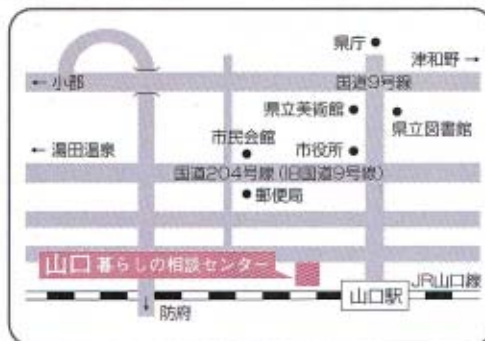 県庁
津和野→
←小郡
国道9号線
県立美術館
県立図書館
市民会館
市役所
←湯田温泉
国道204号線(旧国道9号線)
郵便局
山口 暮らしの相談センター
JR山口線
山口駅
↓
防府